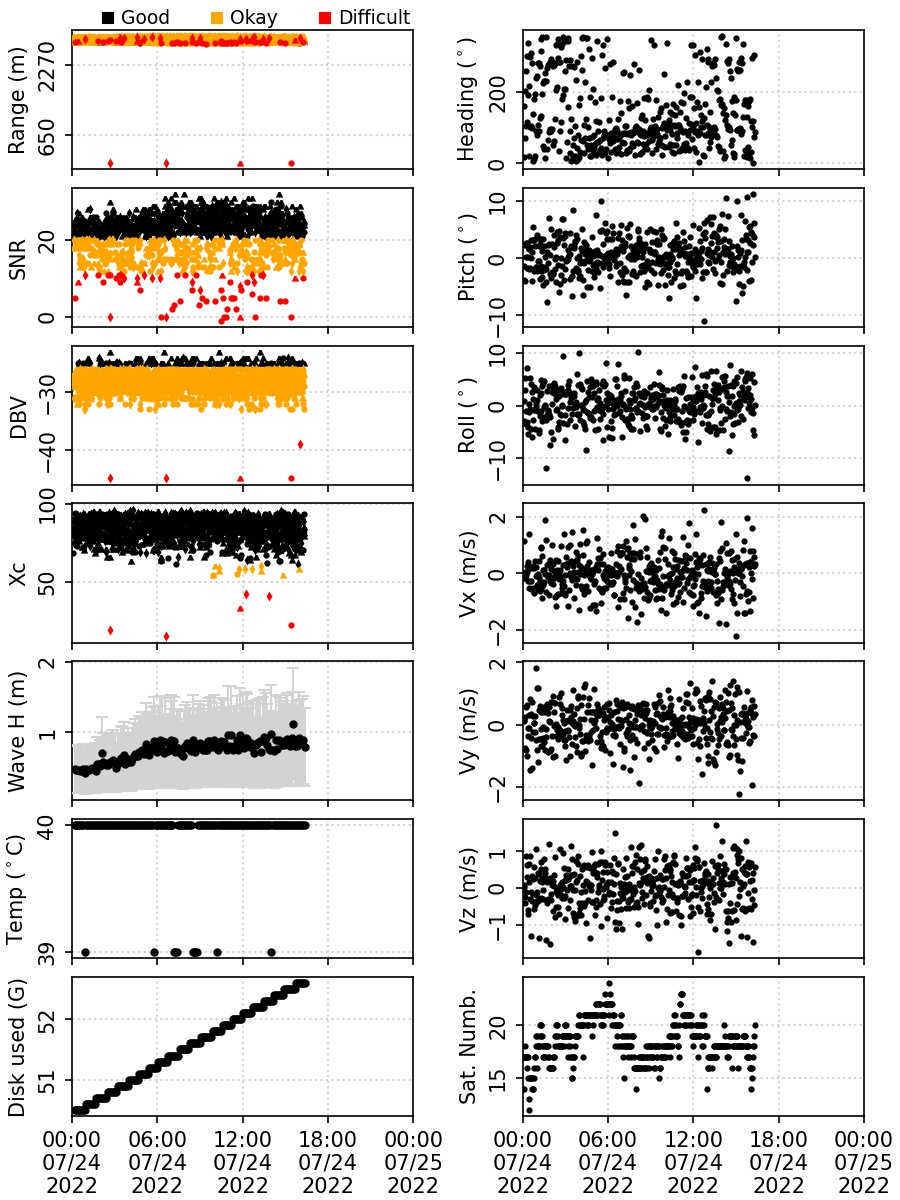 Good Okay Difficult
Range (m)
2270
650
Heading (°)
200
0
SNR
20
0
Pitch (°)
10
0
−10
DBV
−30
−40
Roll (°)
10
0
−10
Xc
100
50
Vx (m/s)
2
0
−2
Wave H (m)
2
1
Vy (m/s)
2
0
−2
Temp (°C)
40
39
Vz (m/s)
1
0
−1
Disk used (G)
52
51
Sat. Numb.
20
15
00:00 06:00 12:00 18:00 00:00
07/24 07/24 07/24 07/24 07/25
2022 2022 2022 2022 2022
00:00 06:00 12:00 18:00 00:00
07/24 07/24 07/24 07/24 07/25
2022 2022 2022 2022 2022